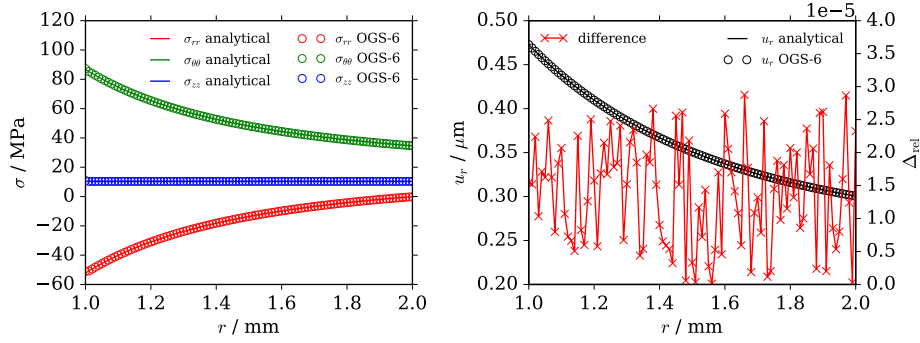 120
100
80
60
40
20
0
−20
−40
−60
σ / MPa
σrr analytical
σθθ analytical
σzz analytical
σrr OGS-6
σθθ OGS-6
σzz OGS-6
1.0 1.2 1.4 1.6 1.8 2.0
r / mm
0.50
0.45
0.40
0.35
0.30
0.25
0.20
ur / μm
difference
ur analytical
ur OGS-6
1e−5
4.0
3.5
3.0
2.5
2.0
1.5
1.0
0.5
0.0
Δrel
1.0 1.2 1.4 1.6 1.8 2.0
r / mm